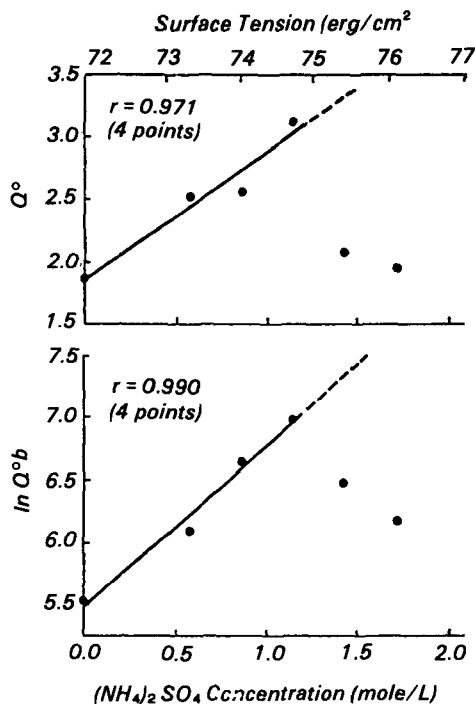 Surface Tension (erg/cm²
72 73 74 75 76 77
3.5
r = 0.971
(4 points)
3.0
Q°
2.5
2.0
1.5
7.5
r = 0.990
(4 points)
7.0
ln Q°b
6.5
6.0
5.5
0.0 0.5 1.0 1.5 2.0
(NH₄)₂ SO₄ Concentration (mole/L)